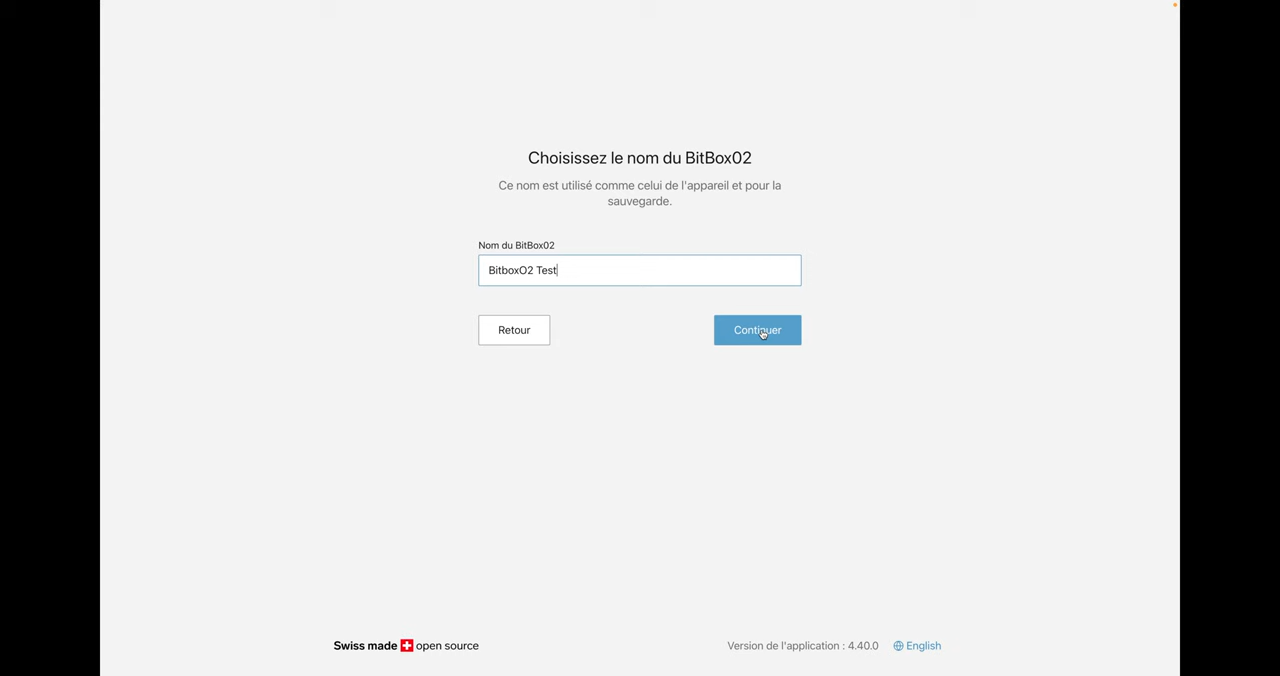 Choisissez le nom du BitBox02
Ce nom est utilisé comme celui de l'appareil et pour la
sauvegarde.
Nom du BitBox02
BitboxO2 Test
Retour
Continuer
Swiss made open source
Version de l'application : 4.40.0
English